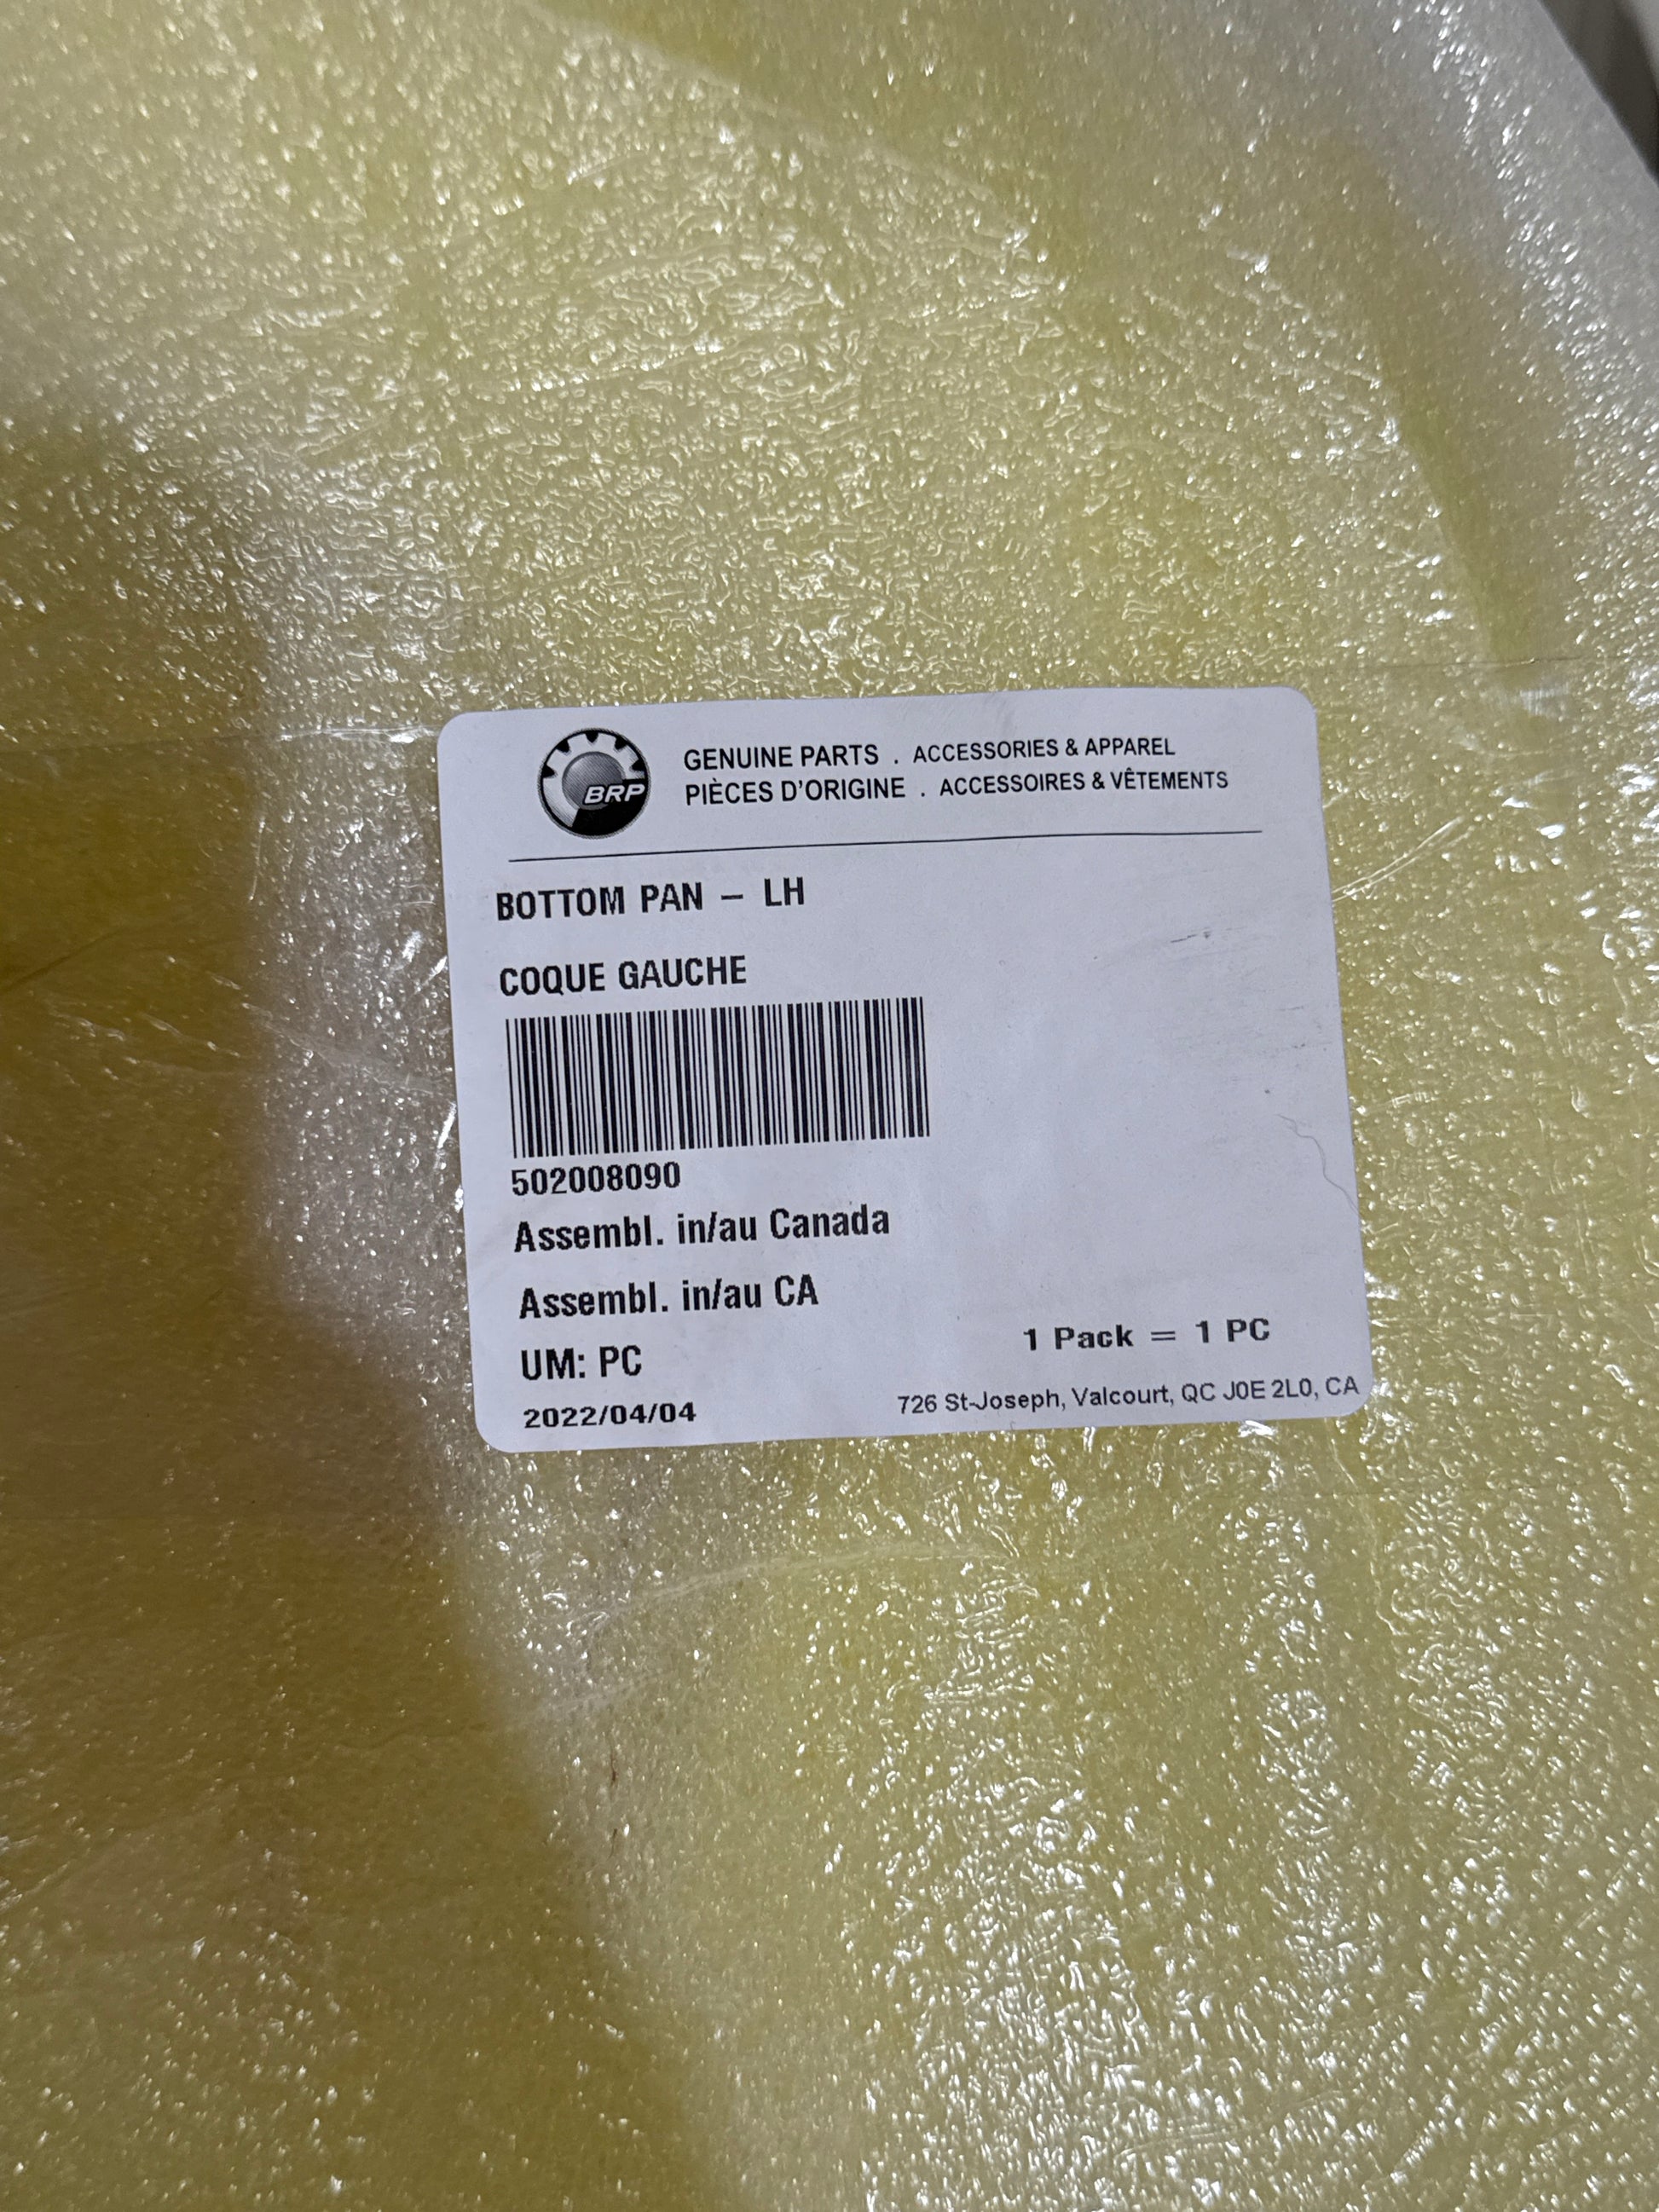 BRP
GENUINE PARTS . ACCESSORIES & APPAREL
PIÈCES D'ORIGINE . ACCESSOIRES & VÊTEMENTS
BOTTOM PAN – LH
COQUE GAUCHE
502008090
Assembl. in/au Canada
Assembl. in/au CA
UM: PC
1 Pack = 1 PC
2022/04/04
726 St-Joseph, Valcourt, QC J0E 2L0, CA